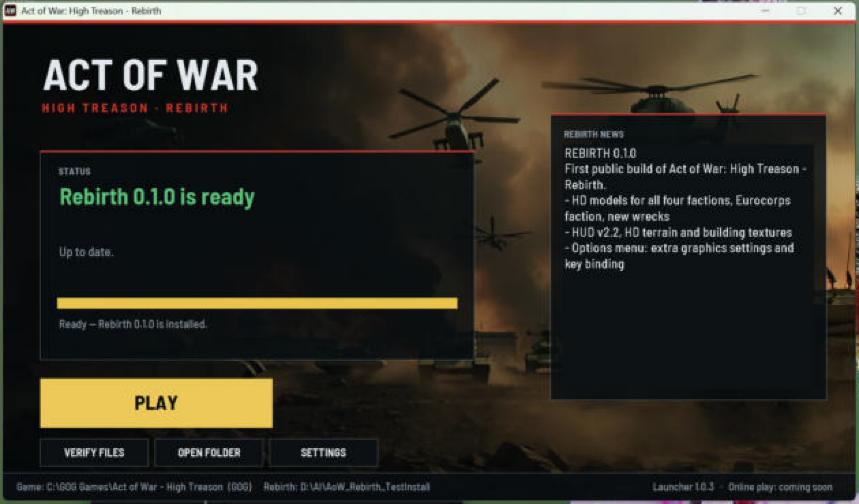 Act of War: High Treason - Rebirth
ACT OF WAR
HIGH TREASON · REBIRTH
STATUS
Rebirth 0.1.0 is ready
Up to date.
Ready — Rebirth 0.1.0 is installed.
PLAY
VERIFY FILES
OPEN FOLDER
SETTINGS
REBIRTH NEWS
REBIRTH 0.1.0
First public build of Act of War: High Treason -
Rebirth.
- HD models for all four factions, Eurocorps
faction, new wrecks
- HUD v2.2, HD terrain and building textures
- Options menu: extra graphics settings and
key binding
Game: C:\GOG Games\Act of War - High Treason (GOG) Rebirth: D:\AI\AoW_Rebirth_TestInstall
Launcher 1.0.3 · Online play: coming soon